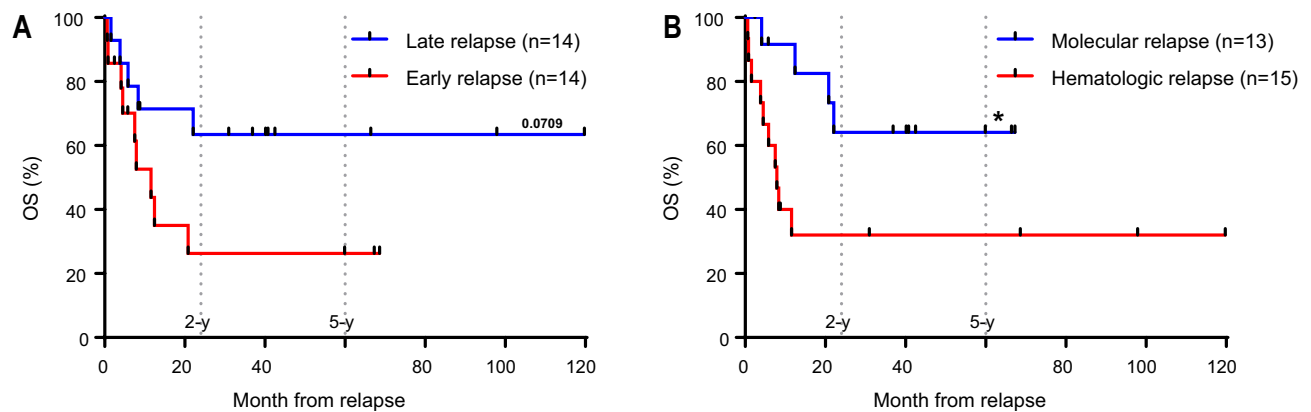 A
OS (%)
100
80
60
40
20
0
Late relapse (n=14)
Early relapse (n=14)
0.0709
2-y
5-y
0
20
40
60
80
100
120
Month from relapse
B
OS (%)
100
80
60
40
20
0
Molecular relapse (n=13)
Hematologic relapse (n=15)
*
2-y
5-y
0
20
40
60
80
100
120
Month from relapse